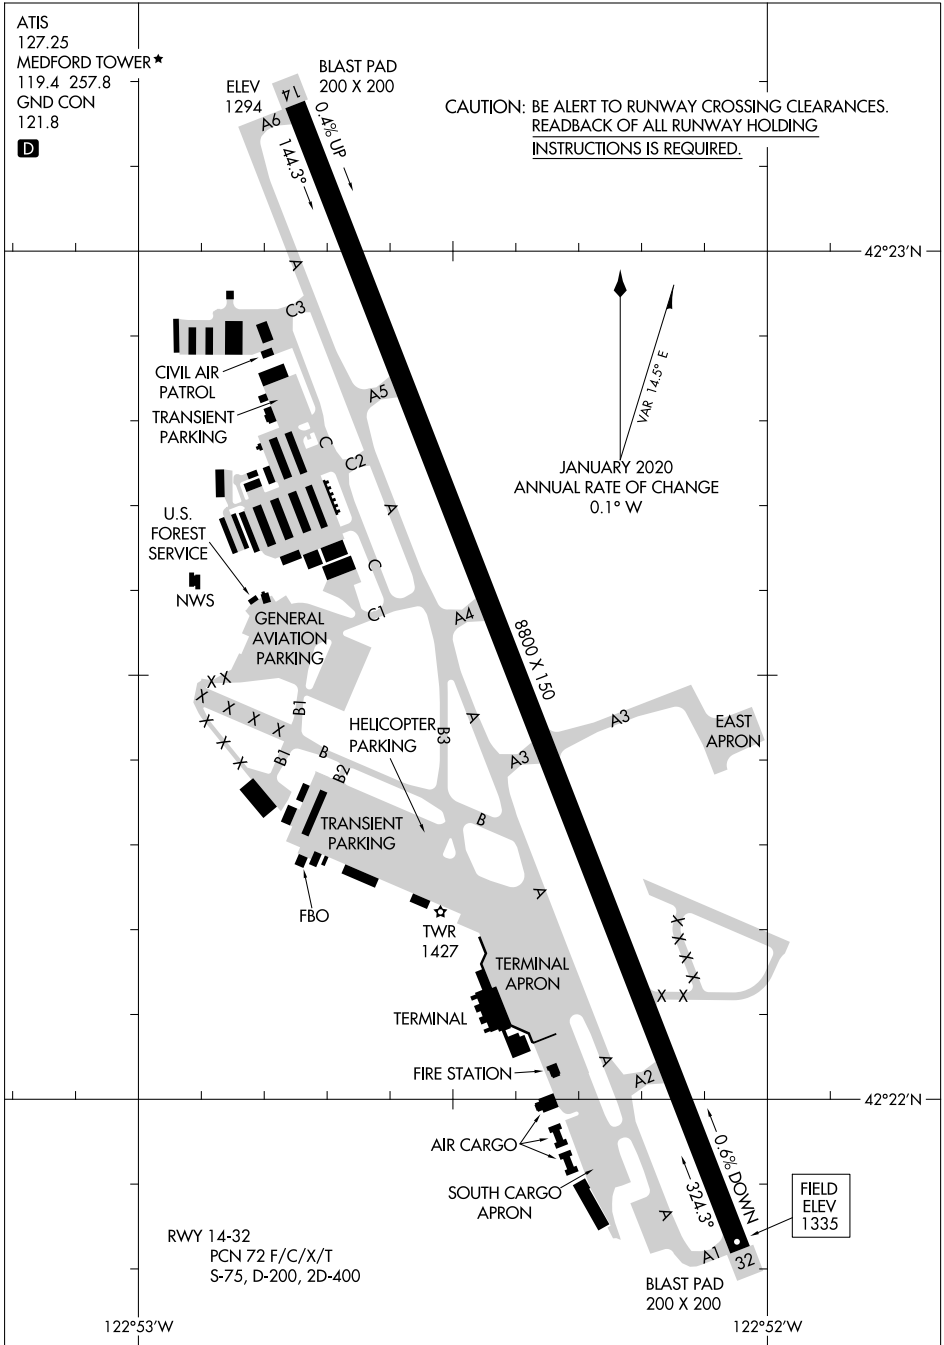 ATIS
127.25
MEDFORD TOWER★
119.4 257.8
GND CON
121.8
D
ELEV
1294
BLAST PAD
200 X 200
14
A6
0.4% UP
144.3°
CAUTION: BE ALERT TO RUNWAY CROSSING CLEARANCES.
READBACK OF ALL RUNWAY HOLDING
INSTRUCTIONS IS REQUIRED.
42°23'N
A
C3
CIVIL AIR
PATROL
TRANSIENT
PARKING
A5
VAR 14.5° E
C
C2
JANUARY 2020
ANNUAL RATE OF CHANGE
0.1° W
A
U.S.
FOREST
SERVICE
C
NWS
C1
A4
GENERAL
AVIATION
PARKING
8800 X 150
X X
X
X
X
X
X
X
X
B1
HELICOPTER
PARKING
B3
A
A3
EAST
APRON
B1
B
B2
A3
TRANSIENT
PARKING
B
FBO
TWR
1427
A
X
X
X
X
X X
TERMINAL
APRON
TERMINAL
FIRE STATION
A
A2
42°22'N
AIR CARGO
0.6% DOWN
324.3°
SOUTH CARGO
APRON
A
FIELD
ELEV
1335
RWY 14-32
PCN 72 F/C/X/T
S-75, D-200, 2D-400
A1
32
BLAST PAD
200 X 200
122°53'W
122°52'W